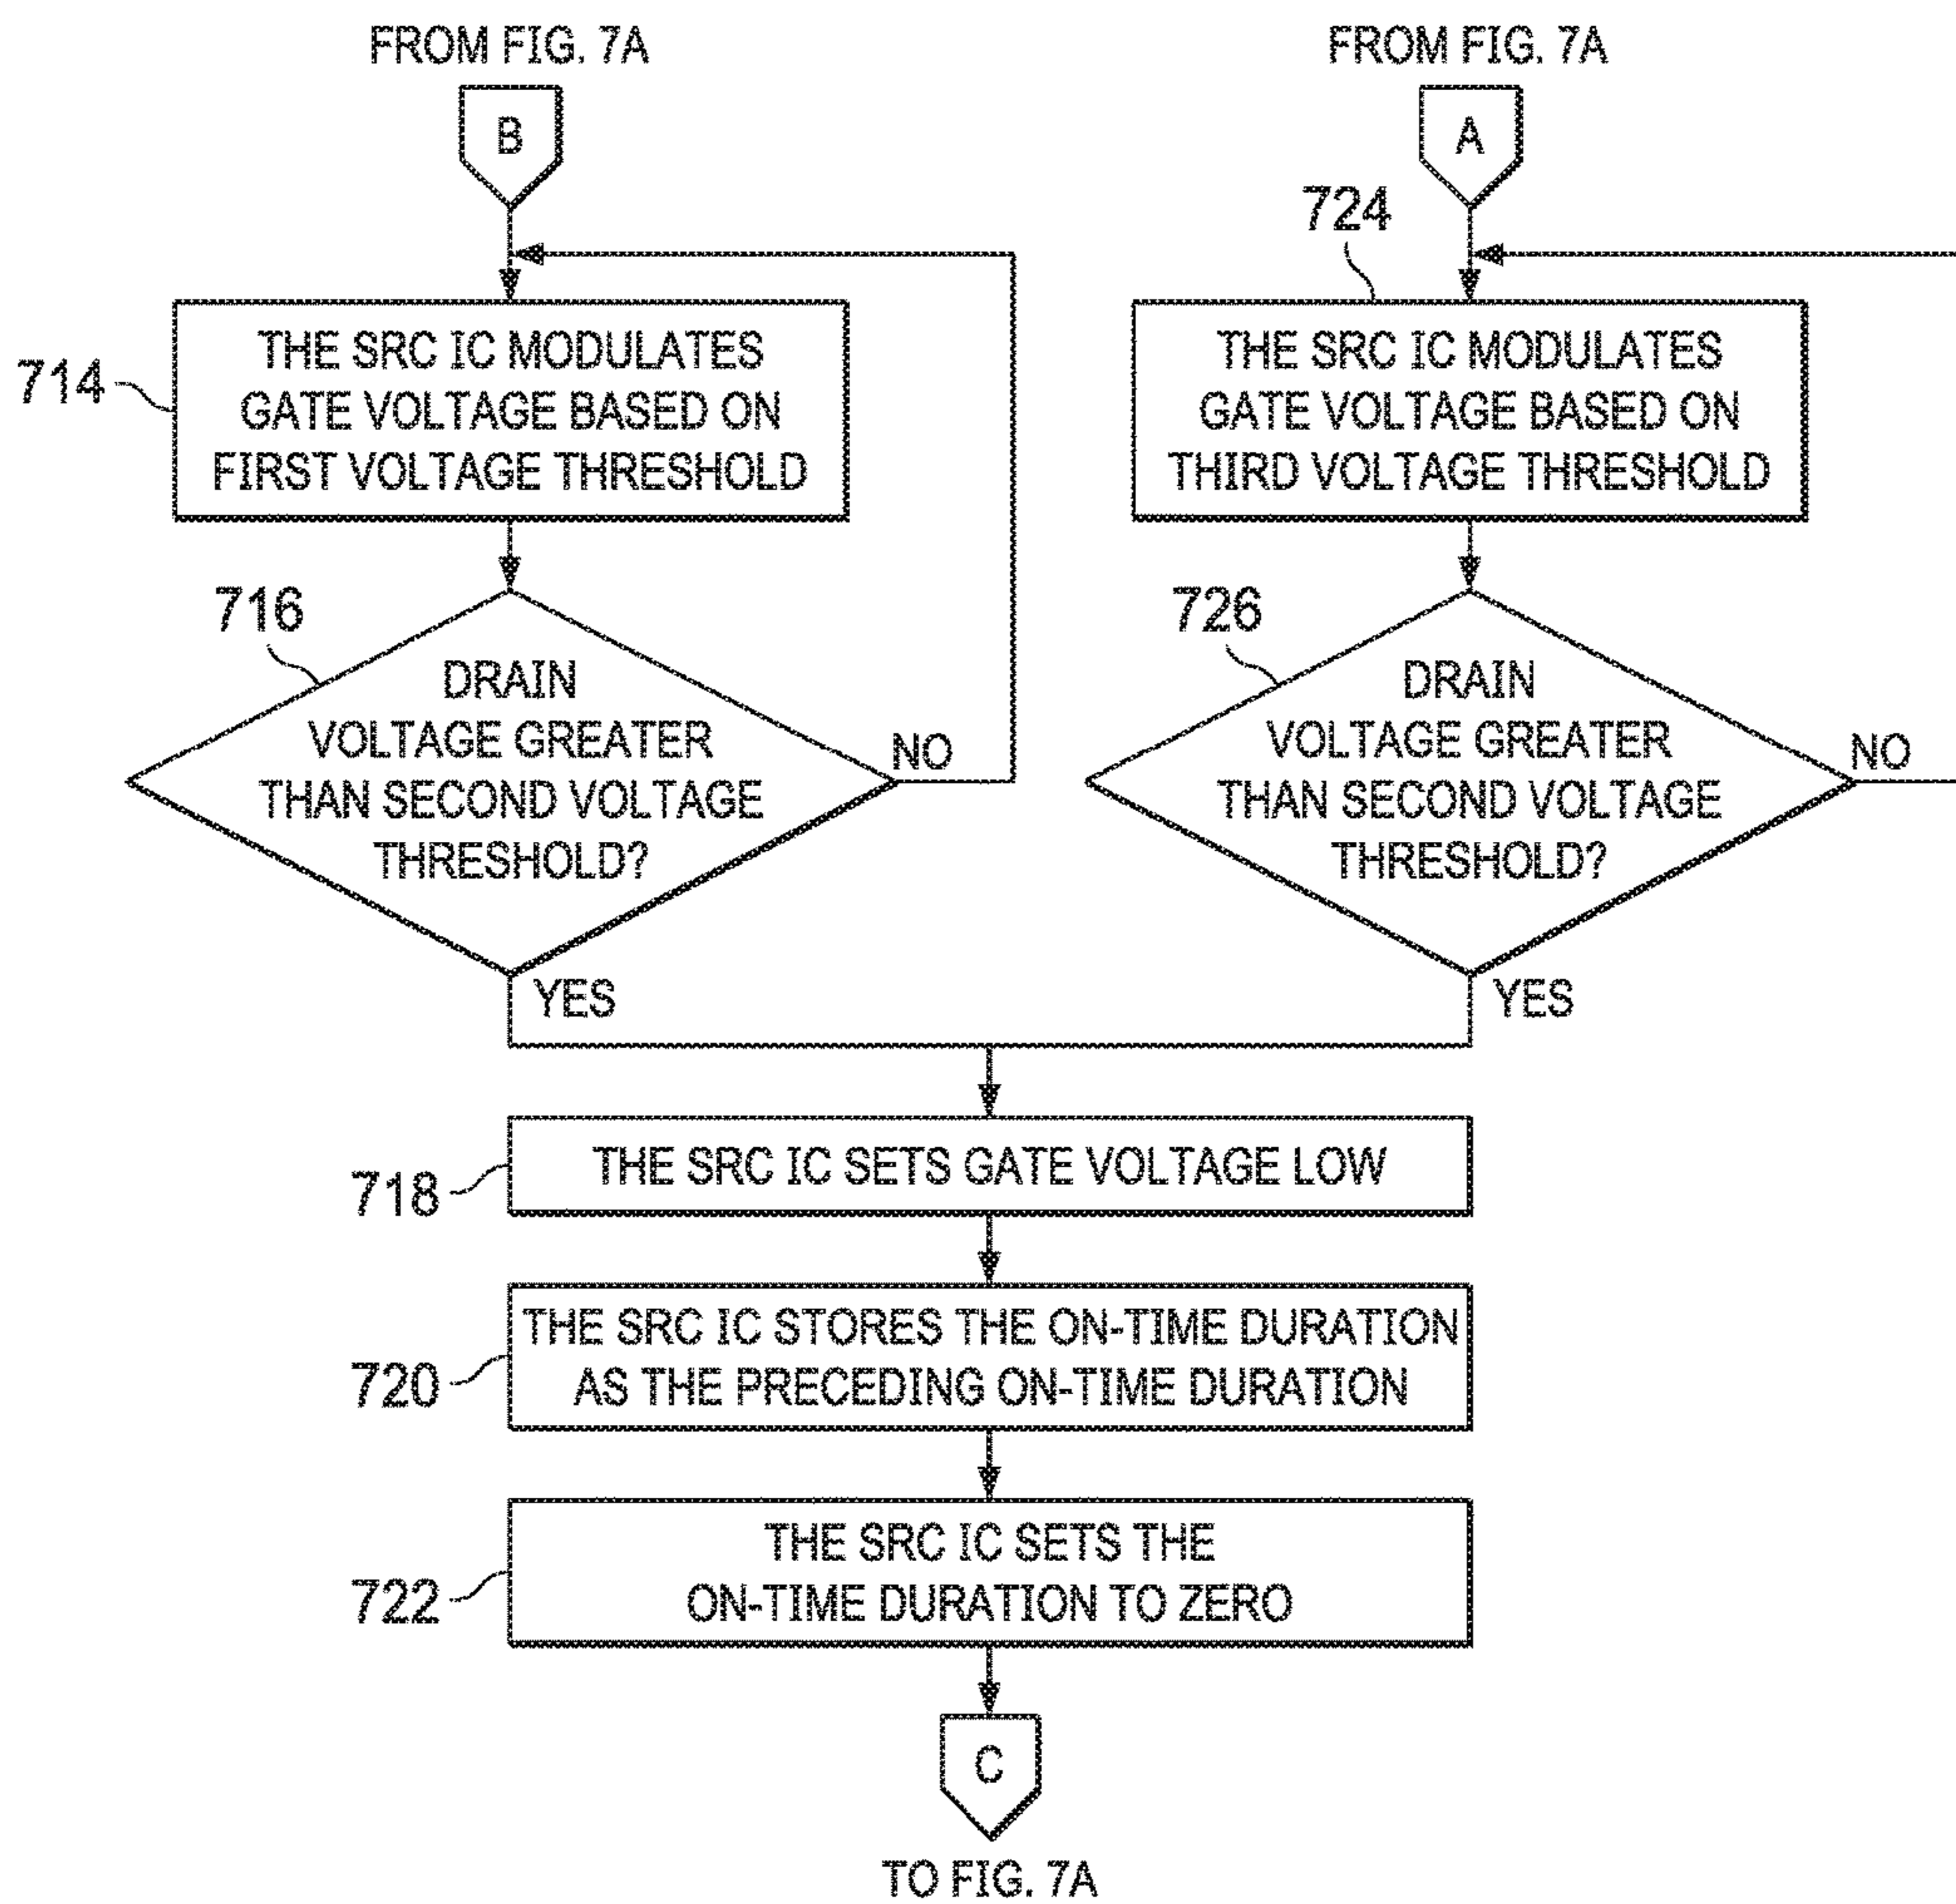 FROM FIG. 7A
B
714
THE SRC IC MODULATES
GATE VOLTAGE BASED ON
FIRST VOLTAGE THRESHOLD
716
DRAIN
VOLTAGE GREATER
THAN SECOND VOLTAGE
THRESHOLD?
NO
YES
FROM FIG. 7A
A
724
THE SRC IC MODULATES
GATE VOLTAGE BASED ON
THIRD VOLTAGE THRESHOLD
726
DRAIN
VOLTAGE GREATER
THAN SECOND VOLTAGE
THRESHOLD?
NO
YES
718
THE SRC IC SETS GATE VOLTAGE LOW
720
THE SRC IC STORES THE ON-TIME DURATION
AS THE PRECEDING ON-TIME DURATION
722
THE SRC IC SETS THE
ON-TIME DURATION TO ZERO
C
TO FIG. 7A